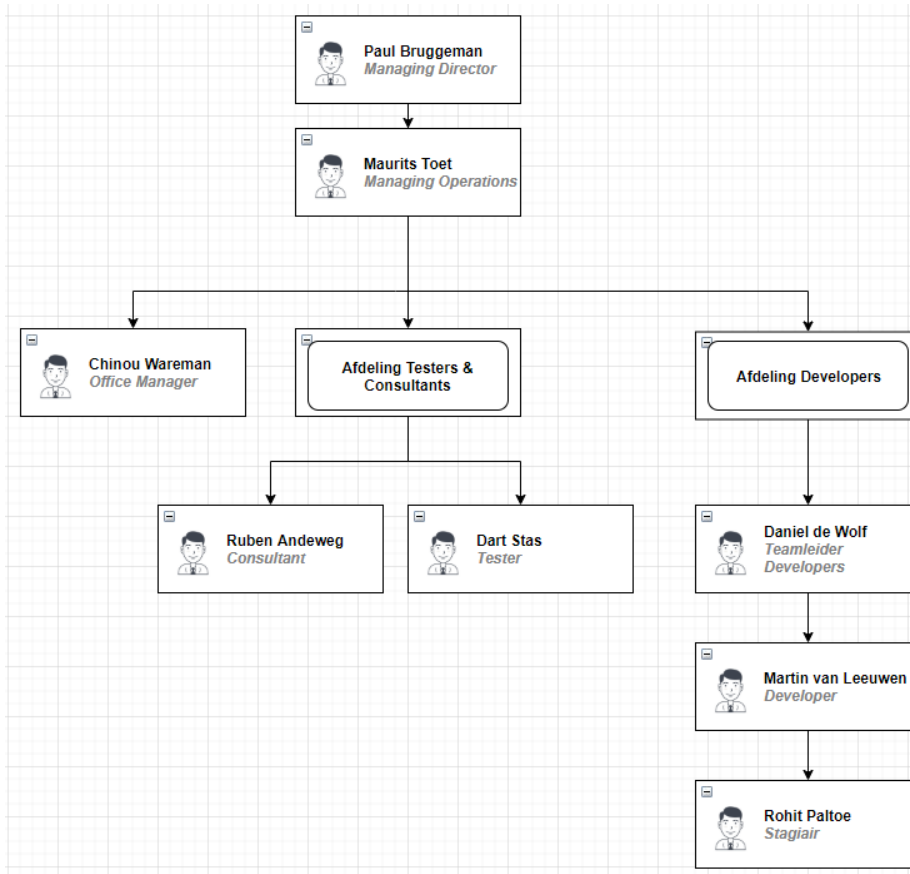 Paul Bruggeman
Managing Director
Maurits Toet
Managing Operations
Chinou Wareman
Office Manager
Afdeling Testers &
Consultants
Afdeling Developers
Ruben Andeweg
Consultant
Dart Stas
Tester
Daniel de Wolf
Teamleider
Developers
Martin van Leeuwen
Developer
Rohit Paltoe
Stagiair